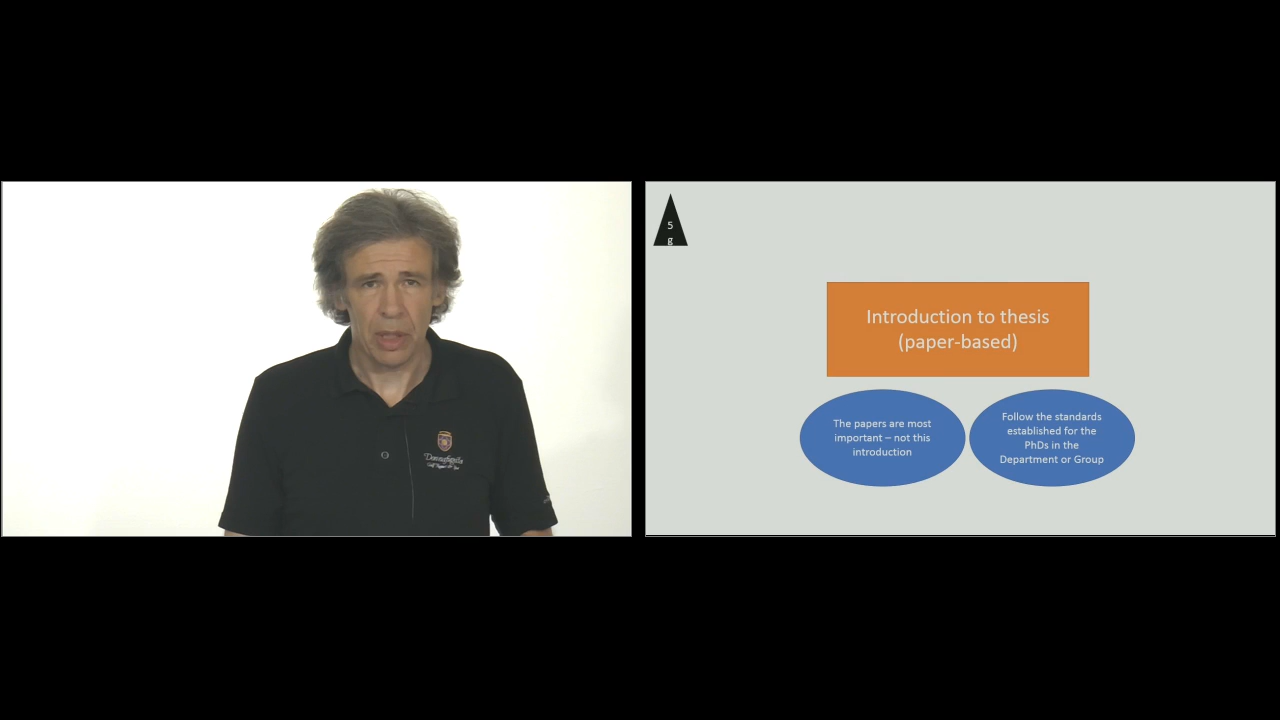 5
g
Introduction to thesis
(paper-based)
The papers are most
important – not this
introduction
Follow the standards
established for the
PhDs in the
Department or Group